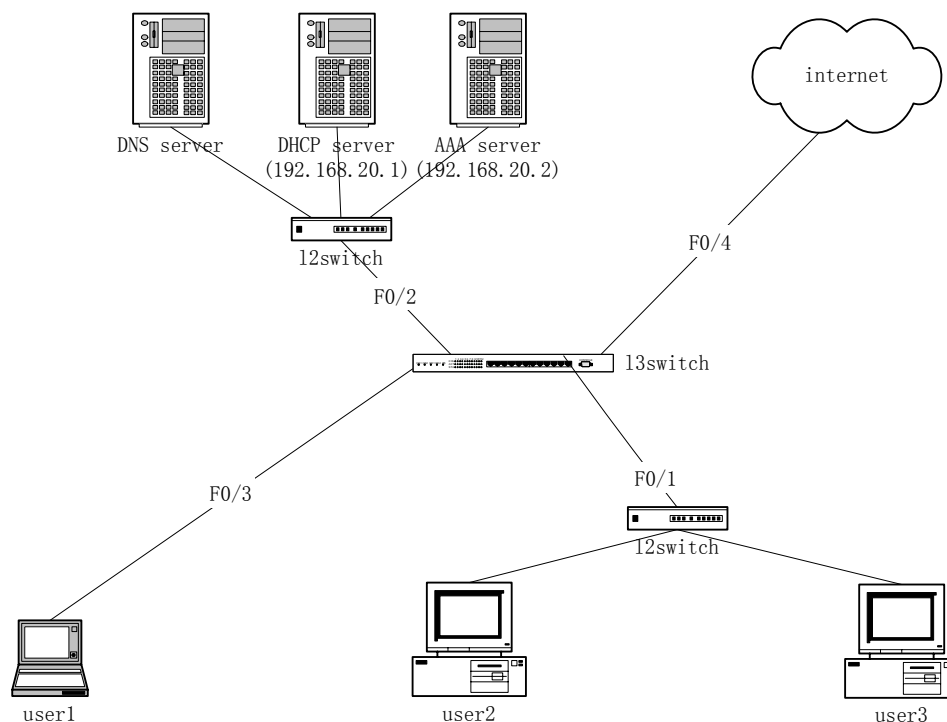 internet
DNS server
DHCP server
(192.168.20.1)
AAA server
(192.168.20.2)
l2switch
F0/4
F0/2
l3switch
F0/3
F0/1
l2switch
user1
user2
user3